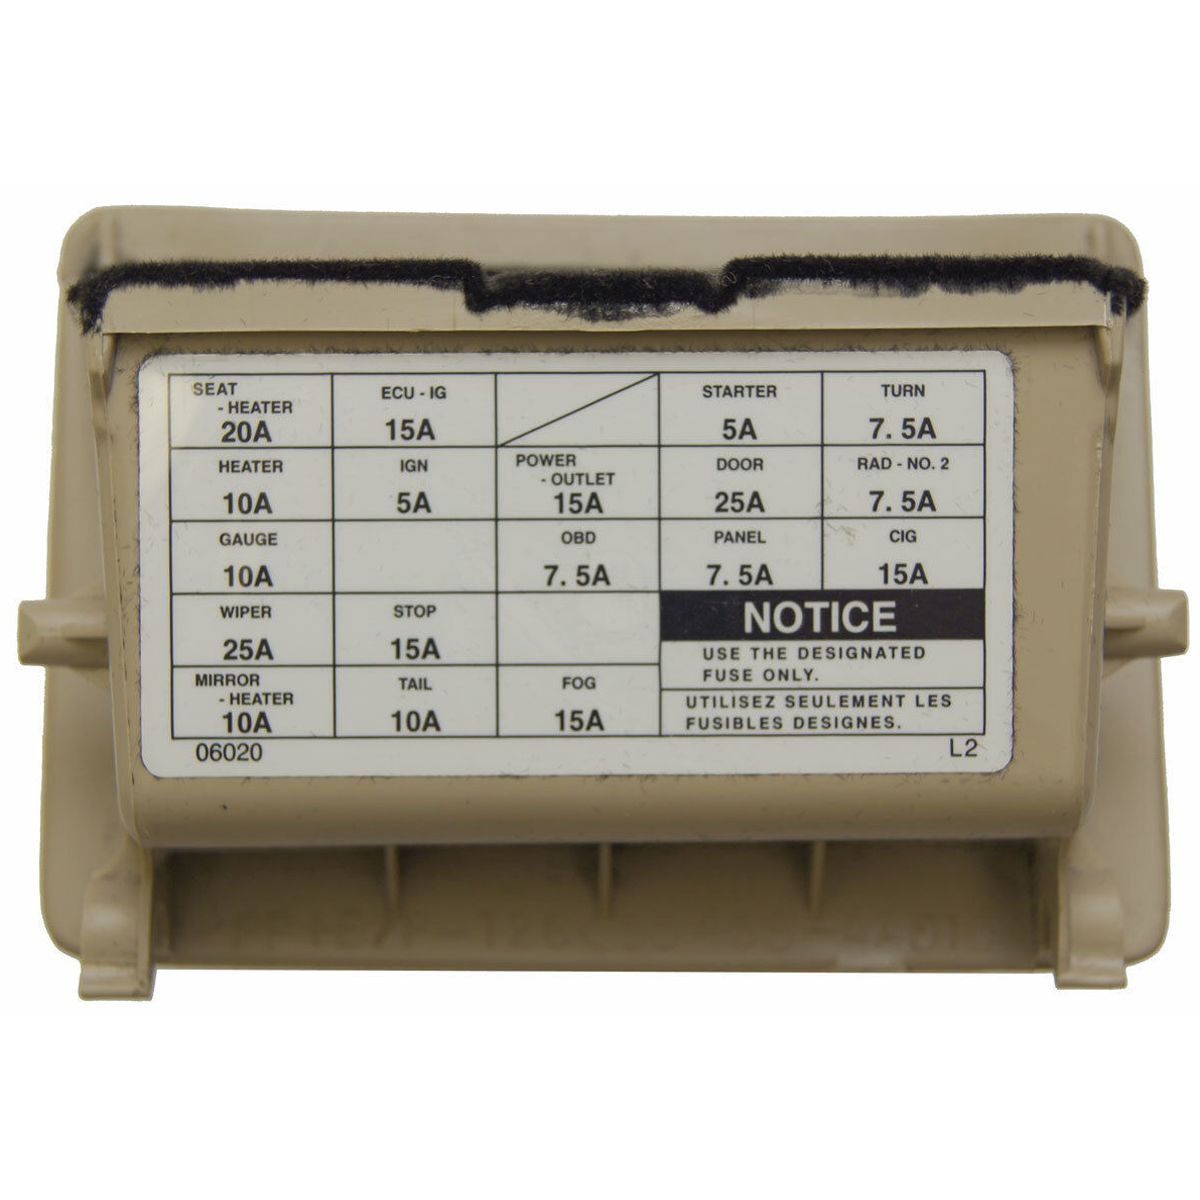 SEAT
- HEATER
20A
ECU - IG
15A
STARTER
5A
TURN
7. 5A
HEATER
10A
IGN
5A
POWER
- OUTLET
15A
DOOR
25A
RAD - NO. 2
7. 5A
GAUGE
10A
OBD
7. 5A
PANEL
7. 5A
CIG
15A
WIPER
25A
STOP
15A
MIRROR
- HEATER
10A
TAIL
10A
FOG
15A
NOTICE
USE THE DESIGNATED
FUSE ONLY.
UTILISEZ SEULEMENT LES
FUSIBLES DESIGNES.
06020
L2